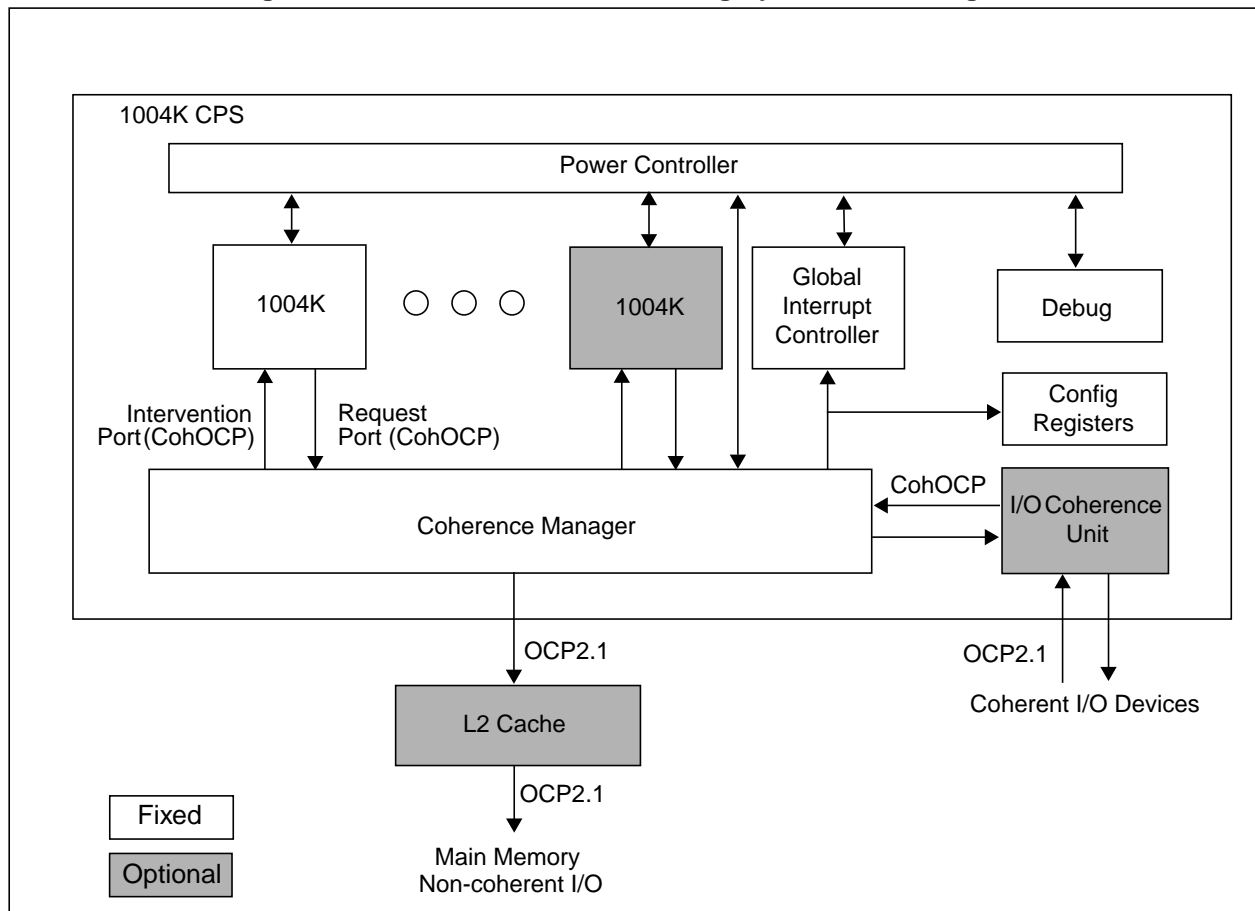 1004K CPS
Power Controller
1004K
1004K
Global
Interrupt
Controller
Debug
Intervention
Port(CohOCP)
Request
Port (CohOCP)
Config
Registers
Coherence Manager
CohOCP
I/O Coherence
Unit
OCP2.1
OCP2.1
L2 Cache
Coherent I/O Devices
OCP2.1
Fixed
Optional
Main Memory
Non-coherent I/O